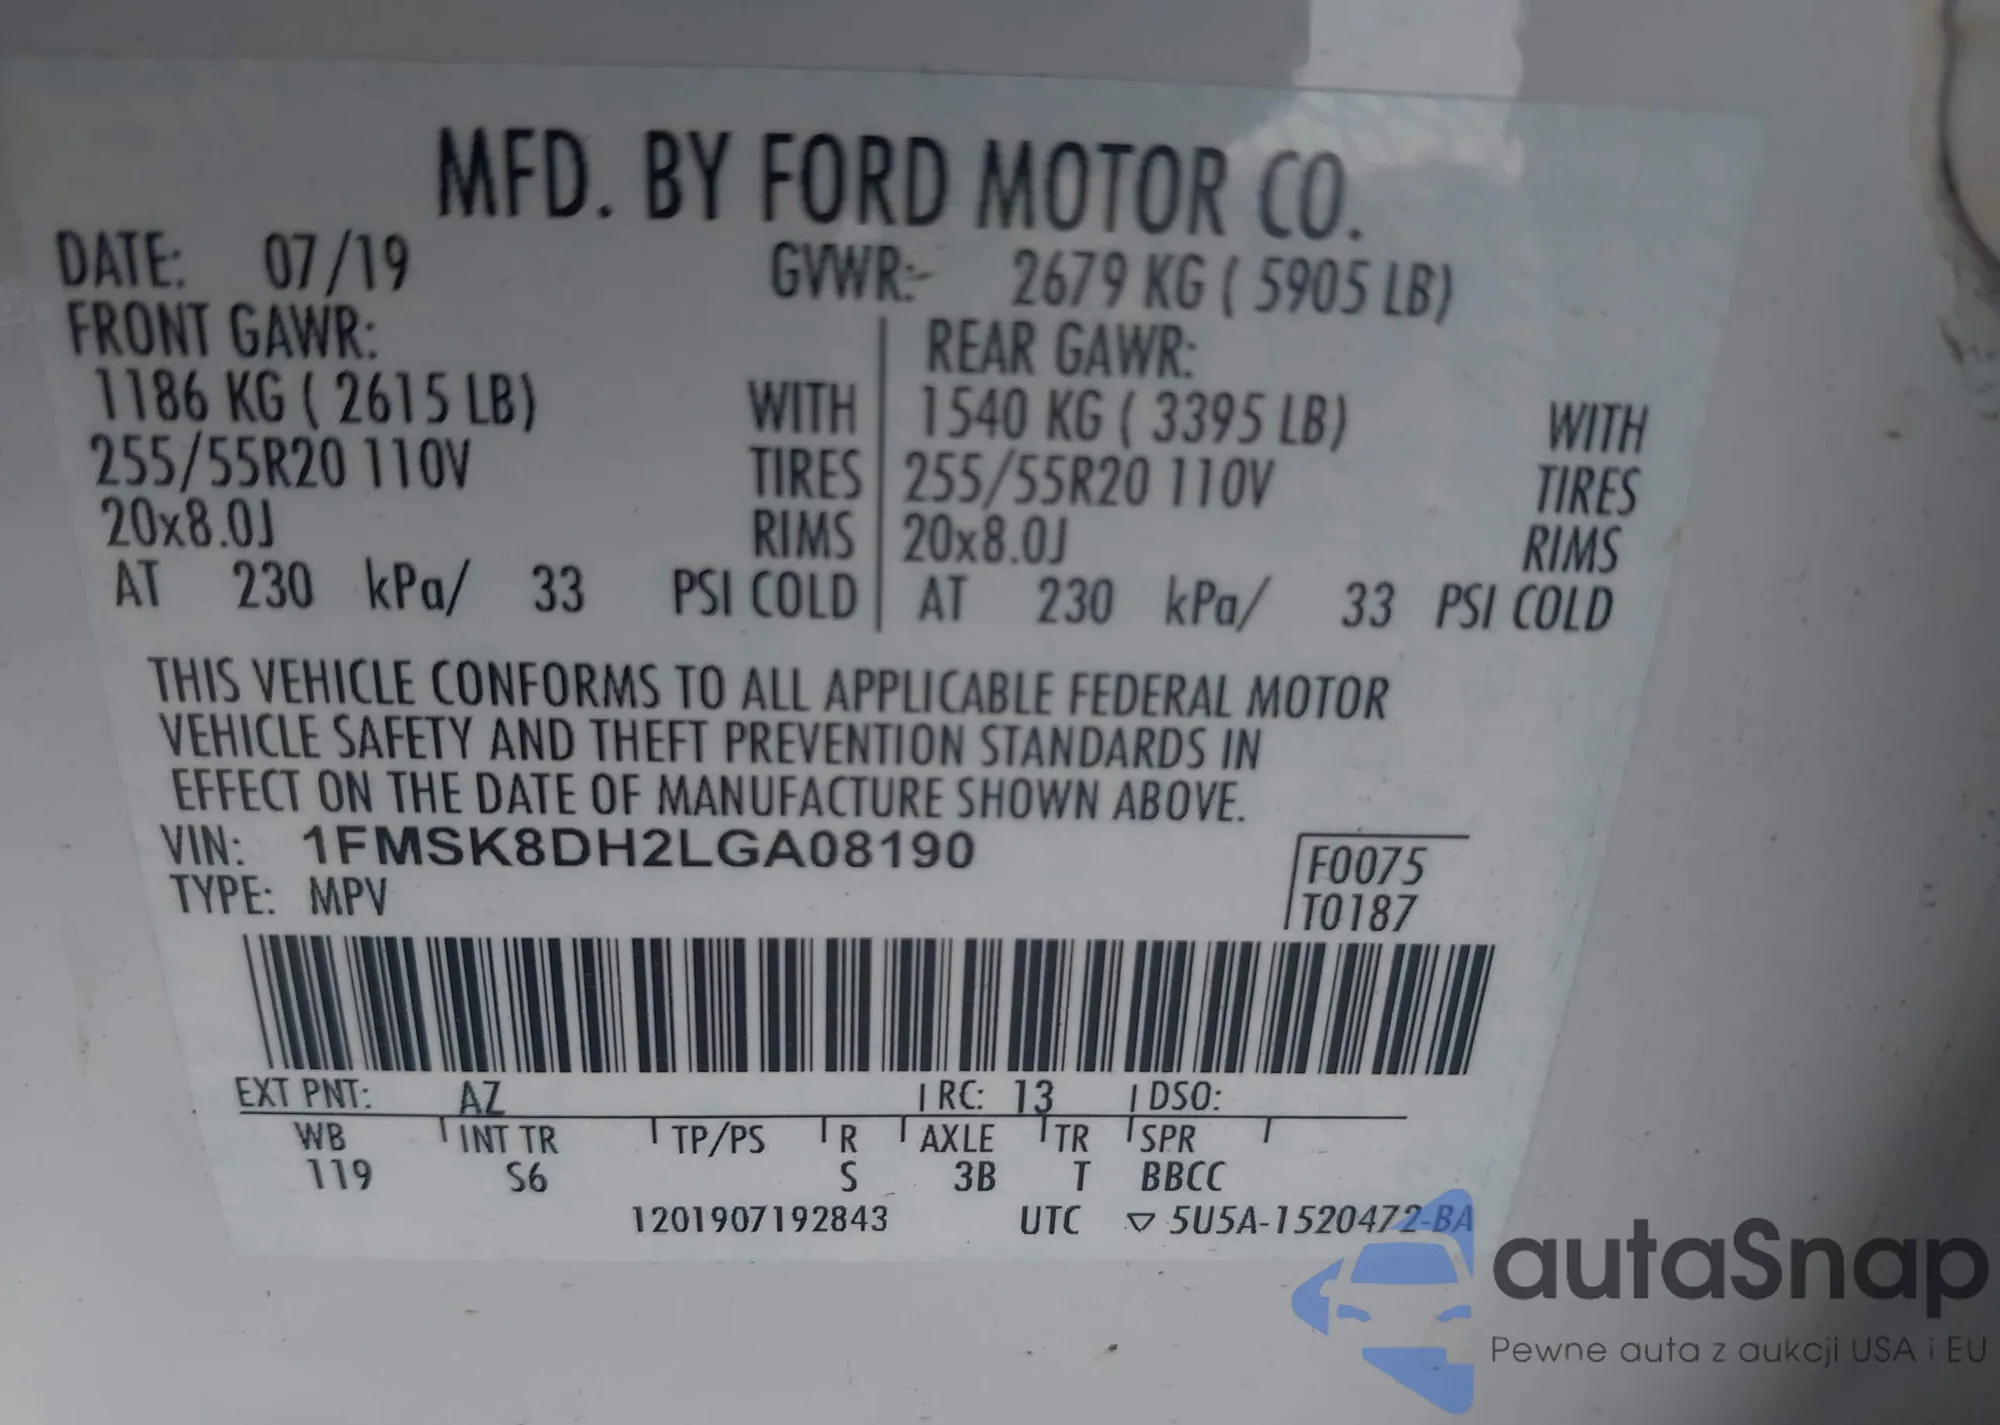 MFD. BY FORD MOTOR CO.
DATE: 07/19 GVWR:- 2679 KG ( 5905 LB)
FRONT GAWR: REAR GAWR:
1186 KG ( 2615 LB) WITH 1540 KG ( 3395 LB) WITH
255/55R20 110V TIRES 255/55R20 110V TIRES
20x8.0J RIMS 20x8.0J RIMS
AT 230 kPa/ 33 PSI COLD AT 230 kPa/ 33 PSI COLD
THIS VEHICLE CONFORMS TO ALL APPLICABLE FEDERAL MOTOR
VEHICLE SAFETY AND THEFT PREVENTION STANDARDS IN
EFFECT ON THE DATE OF MANUFACTURE SHOWN ABOVE.
VIN: 1FMSK8DH2LGA08190
F0075
TYPE: MPV
T0187
EXT PNT: AZ RC: 13 DSO:
WB INT TR TP/PS R AXLE TR SPR
119 S6 S 3B T BBCC
1201907192843 UTC ▽ 5U5A-1520472-BA
autaSnap
Pewne auta z aukcji USA i EU